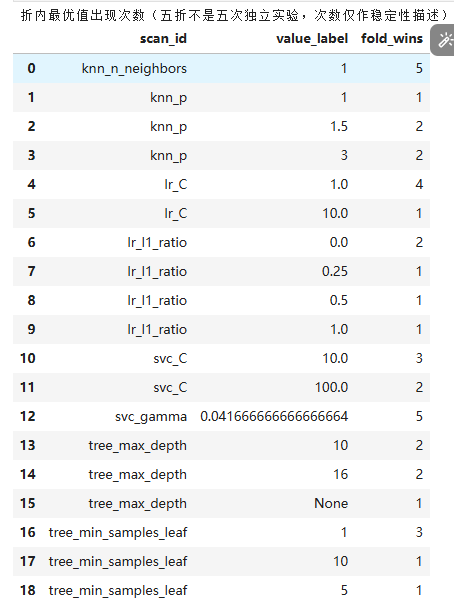 折内最优值出现次数（五折不是五次独立实验，次数仅作稳定性描述）
scan_id value_label fold_wins
0 knn_n_neighbors 1 5
1 knn_p 1 1
2 knn_p 1.5 2
3 knn_p 3 2
4 lr_C 1.0 4
5 lr_C 10.0 1
6 lr_l1_ratio 0.0 2
7 lr_l1_ratio 0.25 1
8 lr_l1_ratio 0.5 1
9 lr_l1_ratio 1.0 1
10 svc_C 10.0 3
11 svc_C 100.0 2
12 svc_gamma 0.041666666666666664 5
13 tree_max_depth 10 2
14 tree_max_depth 16 2
15 tree_max_depth None 1
16 tree_min_samples_leaf 1 3
17 tree_min_samples_leaf 10 1
18 tree_min_samples_leaf 5 1